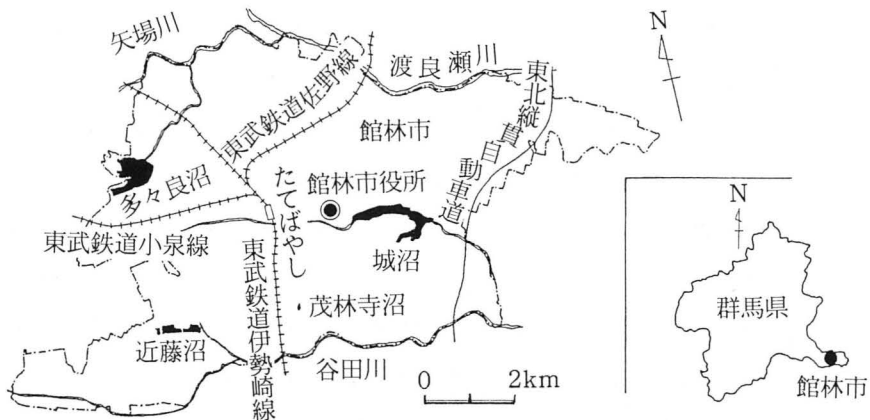 矢場川
渡良瀬川
N
東武鉄道佐野線
東北縦貫自動車道
館林市
館林市役所
たてばやし
多々良沼
東武鉄道小泉線
城沼
東武鉄道伊勢崎線
茂林寺沼
近藤沼
谷田川
0 2km
N
群馬県
館林市